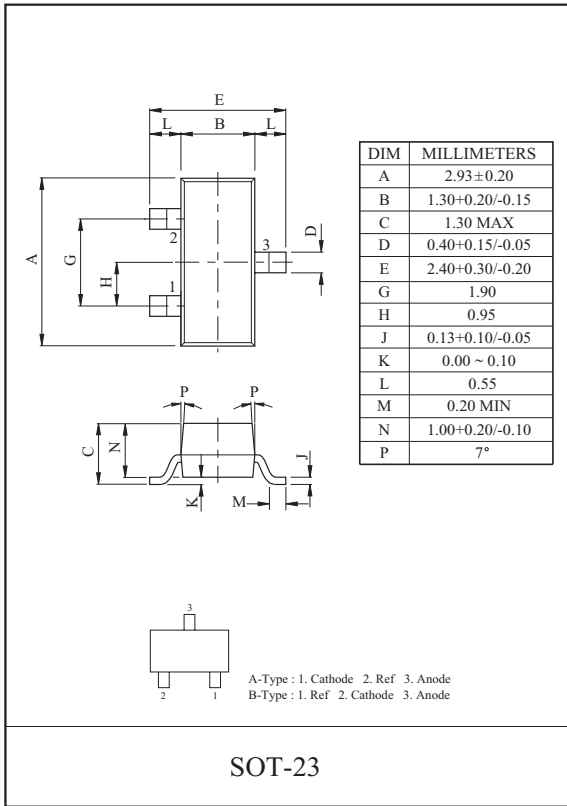 E
L B L
D
3
2
A
G
H
1
P P
C
N
J
K
M
DIM MILLIMETERS
A 2.93±0.20
B 1.30+0.20/-0.15
C 1.30 MAX
D 0.40+0.15/-0.05
E 2.40+0.30/-0.20
G 1.90
H 0.95
J 0.13+0.10/-0.05
K 0.00 ~ 0.10
L 0.55
M 0.20 MIN
N 1.00+0.20/-0.10
P 7°
3
2 1
A-Type : 1. Cathode 2. Ref 3. Anode
B-Type : 1. Ref 2. Cathode 3. Anode
SOT-23